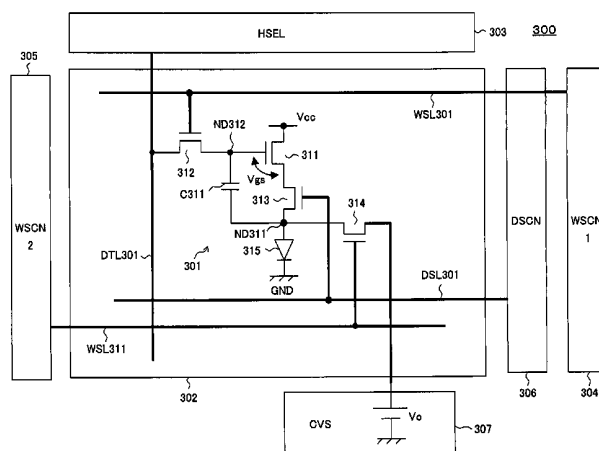 HSEL
303
300
305
WSL301
ND312
Vcc
311
312
Vgs
C311
313
314
WSCN
2
DSCN
WSCN
1
ND311
315
DTL301
301
GND
DSL301
WSL311
302
306
304
CVS
Vo
307